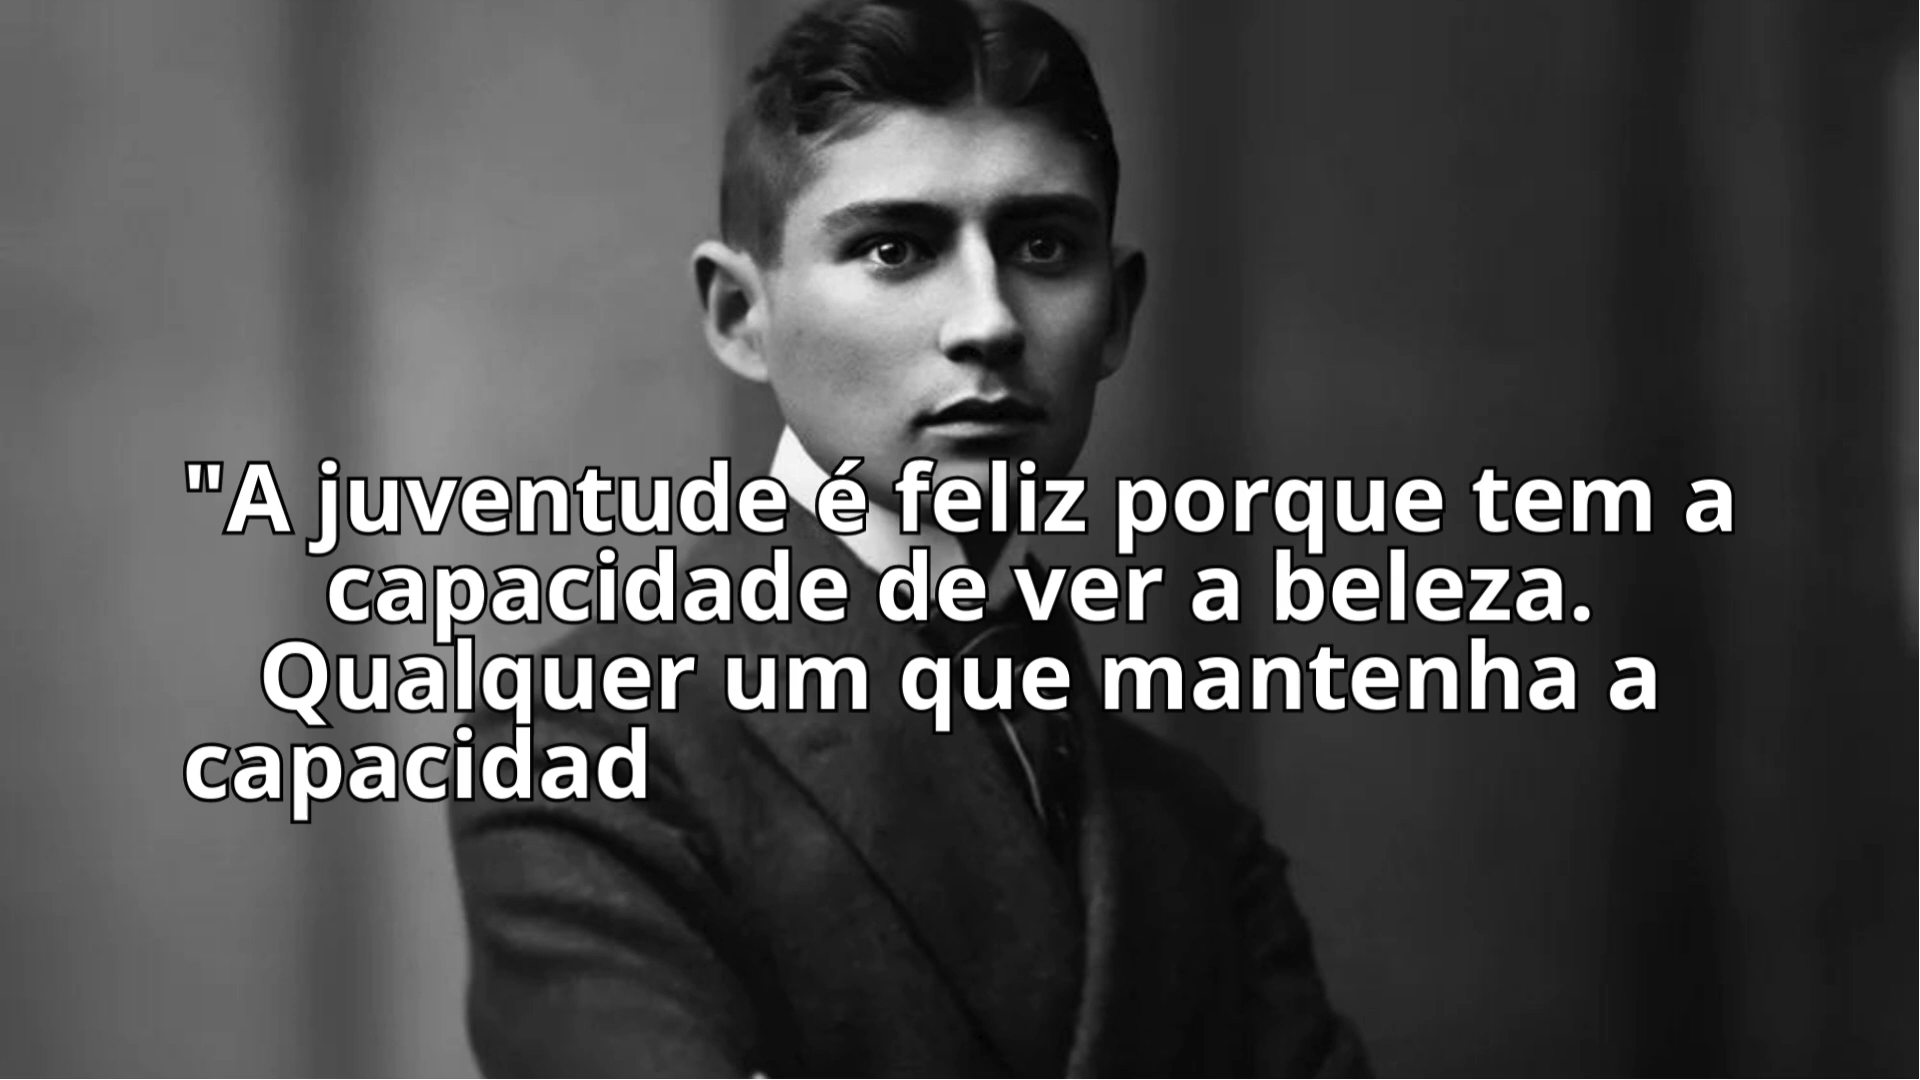 "A juventude é feliz porque tem a
capacidade de ver a beleza.
Qualquer um que mantenha a
capacidad